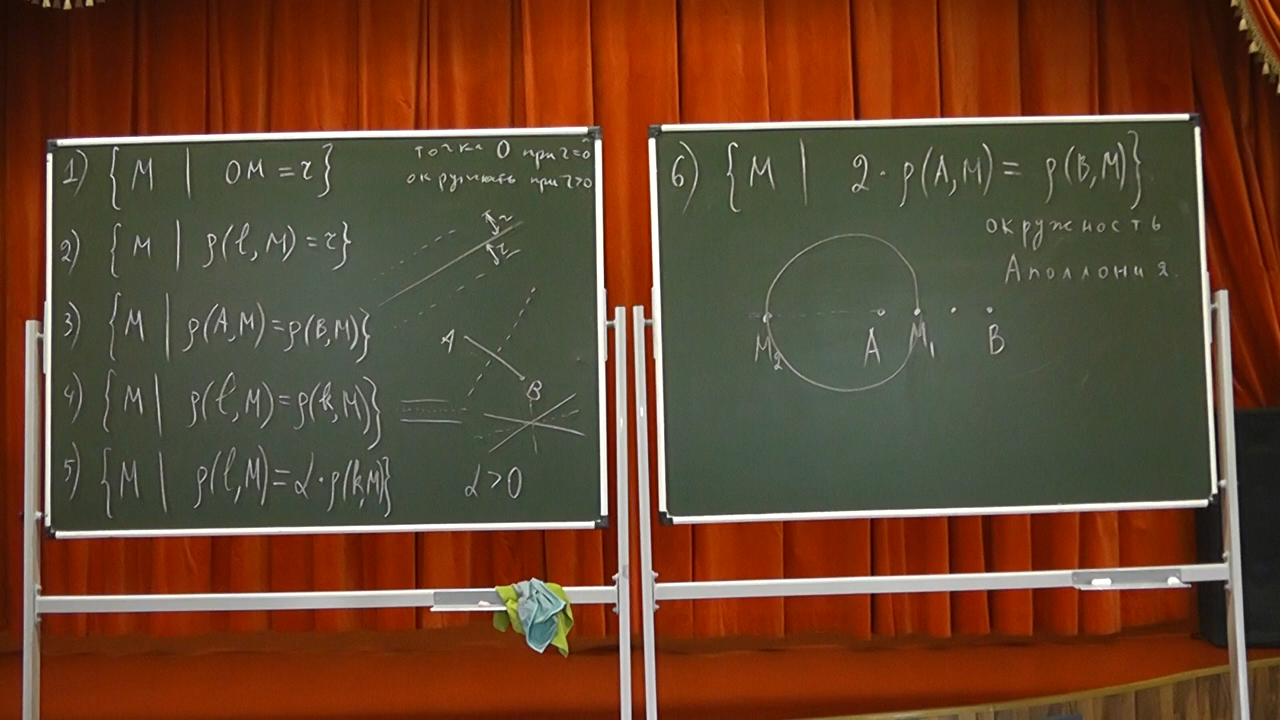 1) { M | OM = r }
точка O при r=0
окружность при r>0
2) { M | ρ(ℓ, M) = r }
r
r
3) { M | ρ(A,M) = ρ(B,M) }
A
B
4) { M | ρ(ℓ,M) = ρ(k,M) }
5) { M | ρ(ℓ,M) = α · ρ(k,M) } α > 0
6) { M | 2 · ρ(A,M) = ρ(B,M) }
окружность
Аполлония.
M₂ A M₁ B